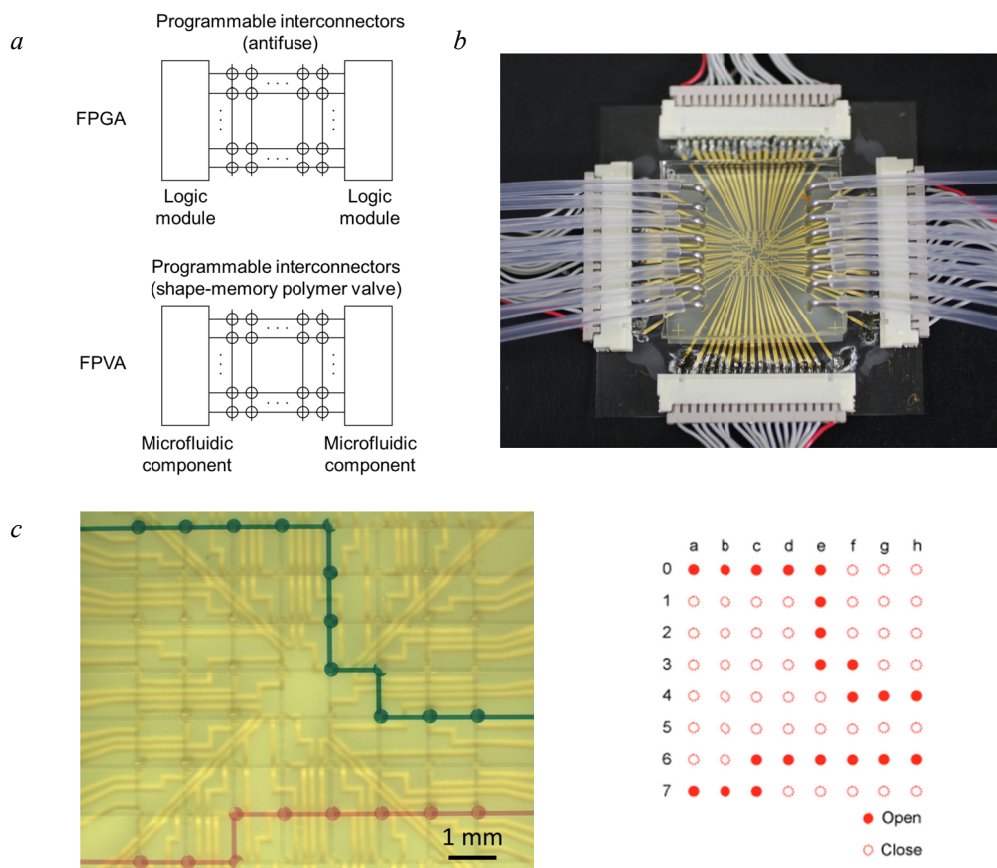 a
Programmable interconnectors
(antifuse)
FPGA
. . .
. . .
Logic
module
Logic
module
Programmable interconnectors
(shape-memory polymer valve)
FPVA
. . .
. . .
Microfluidic
component
Microfluidic
component
b
c
1 mm
a b c d e f g h
0
1
2
3
4
5
6
7
Open
Close